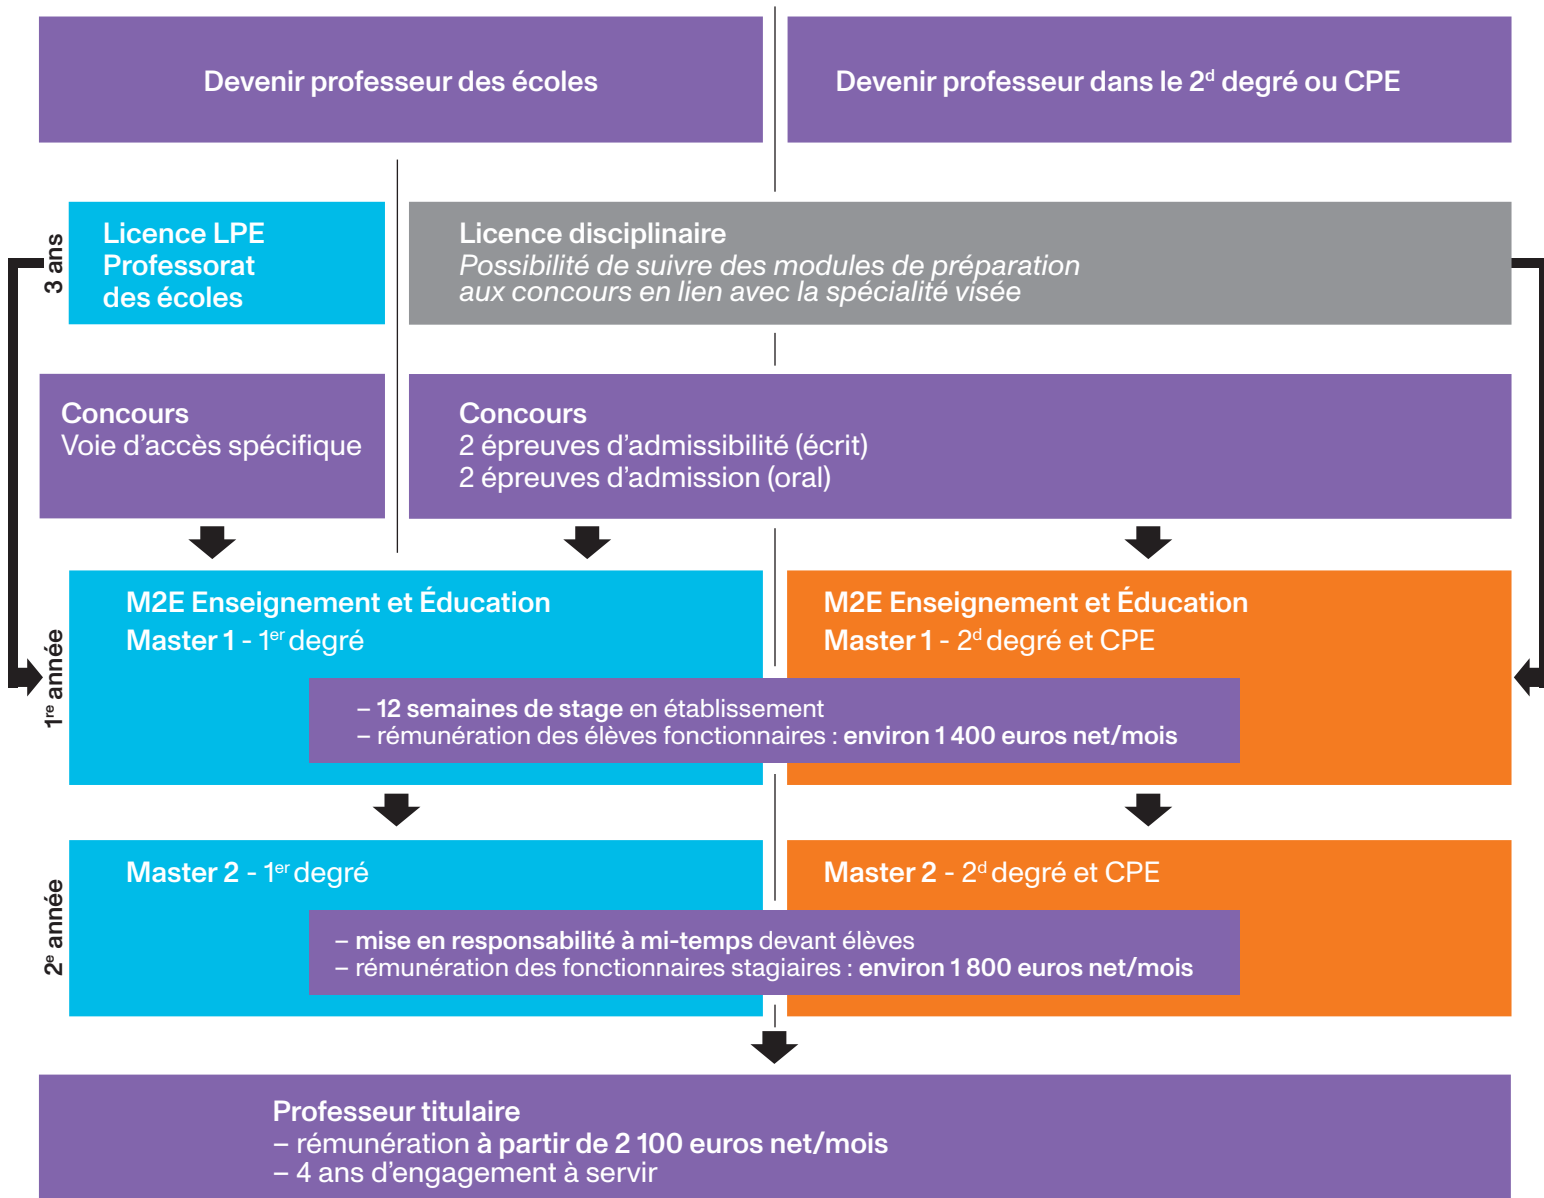 Devenir professeur des écoles
Devenir professeur dans le 2d degré ou CPE
3 ans
Licence LPE
Professorat
des écoles
Licence disciplinaire
Possibilité de suivre des modules de préparation
aux concours en lien avec la spécialité visée
Concours
Voie d’accès spécifique
Concours
2 épreuves d’admissibilité (écrit)
2 épreuves d’admission (oral)
1re année
M2E Enseignement et Éducation
Master 1 - 1er degré
M2E Enseignement et Éducation
Master 1 - 2d degré et CPE
– 12 semaines de stage en établissement
– rémunération des élèves fonctionnaires : environ 1 400 euros net/mois
2e année
Master 2 - 1er degré
Master 2 - 2d degré et CPE
– mise en responsabilité à mi-temps devant élèves
– rémunération des fonctionnaires stagiaires : environ 1 800 euros net/mois
Professeur titulaire
– rémunération à partir de 2 100 euros net/mois
– 4 ans d’engagement à servir